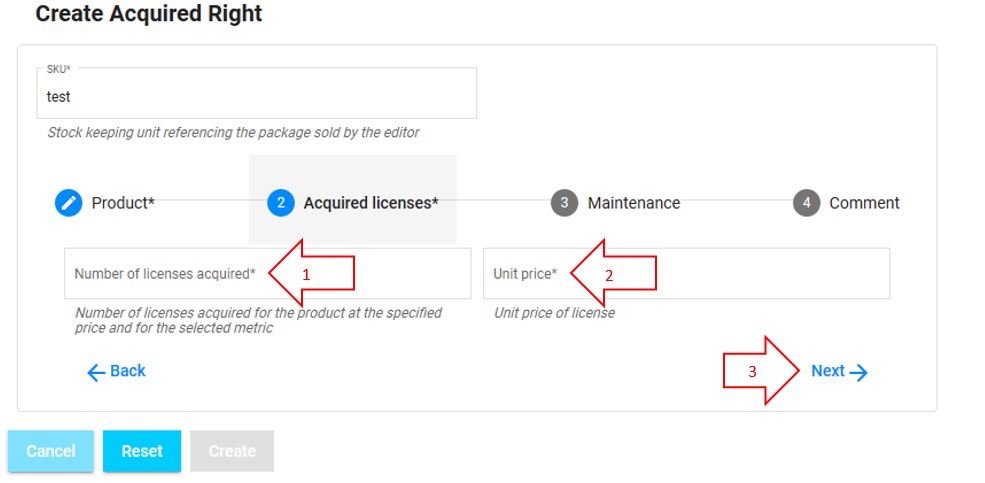 Create Acquired Right
SKU*
test
Stock keeping unit referencing the package sold by the editor
Product*
2 Acquired licenses*
3 Maintenance
4 Comment
Number of licenses acquired* 1
Unit price* 2
Number of licenses acquired for the product at the specified
price and for the selected metric
Unit price of license
Back
3 Next
Cancel
Reset
Create